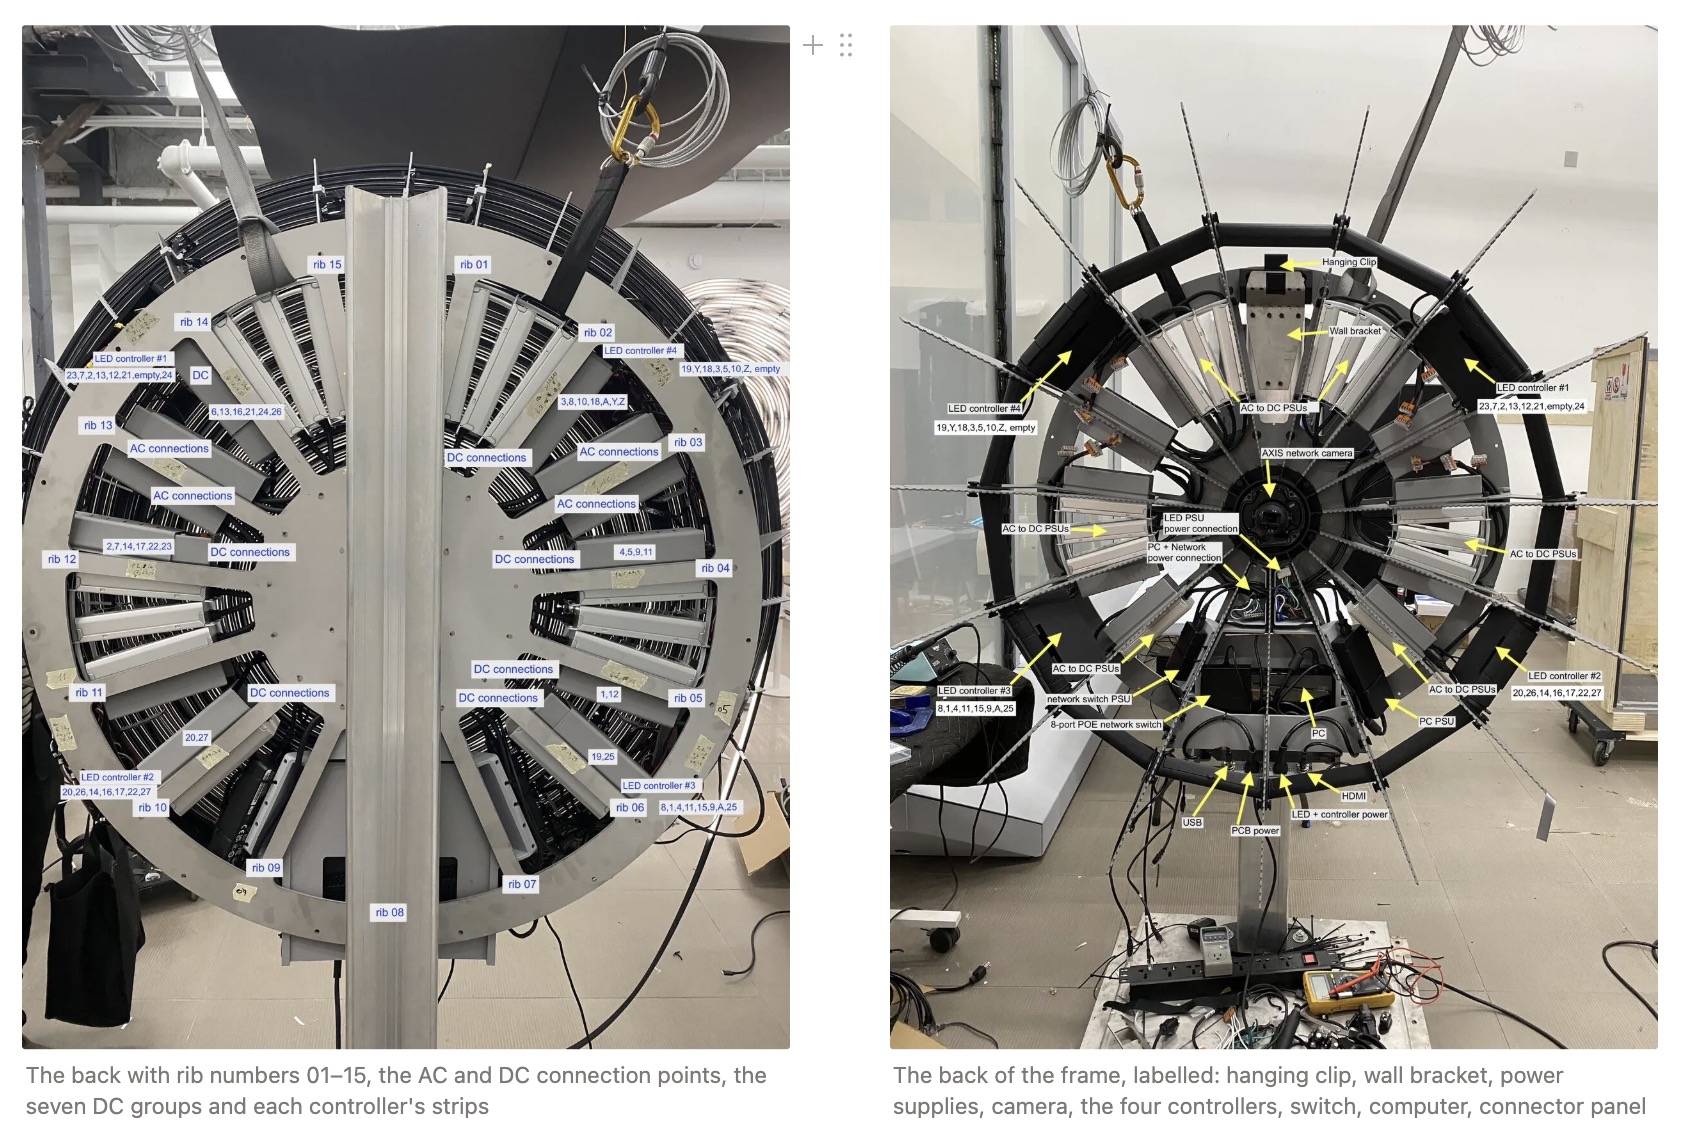 rib 15
rib 01
rib 14
rib 02
LED controller #1
23,7,2,13,12,21,empty,24
DC
LED controller #4
19,Y,18,3,5,10,Z, empty
6,13,16,21,24,26
3,8,10,18,A,Y,Z
rib 13
AC connections
DC connections
AC connections
rib 03
AC connections
AC connections
2,7,14,17,22,23
DC connections
DC connections
4,5,9,11
rib 12
rib 04
rib 11
DC connections
DC connections
DC connections
1,12
rib 05
05
11
20,27
19,25
LED controller #2
20,26,14,16,17,22,27
rib 10
LED controller #3
rib 06
8,1,4,11,15,9,A,25
rib 09
09
rib 07
rib 08
The back with rib numbers 01–15, the AC and DC connection points, the
seven DC groups and each controller's strips
Hanging Clip
Wall bracket
LED controller #4
19,Y,18,3,5,10,Z, empty
AC to DC PSUs
LED controller #1
23,7,2,13,12,21,empty,24
AXIS network camera
AC to DC PSUs
LED PSU
power connection
PC + Network
power connection
AC to DC PSUs
AC to DC PSUs
LED controller #3
8,1,4,11,15,9,A,25
network switch PSU
8-port POE network switch
PC
AC to DC PSUs
PC PSU
LED controller #2
20,26,14,16,17,22,27
USB
PCB power
LED + controller power
HDMI
The back of the frame, labelled: hanging clip, wall bracket, power
supplies, camera, the four controllers, switch, computer, connector panel